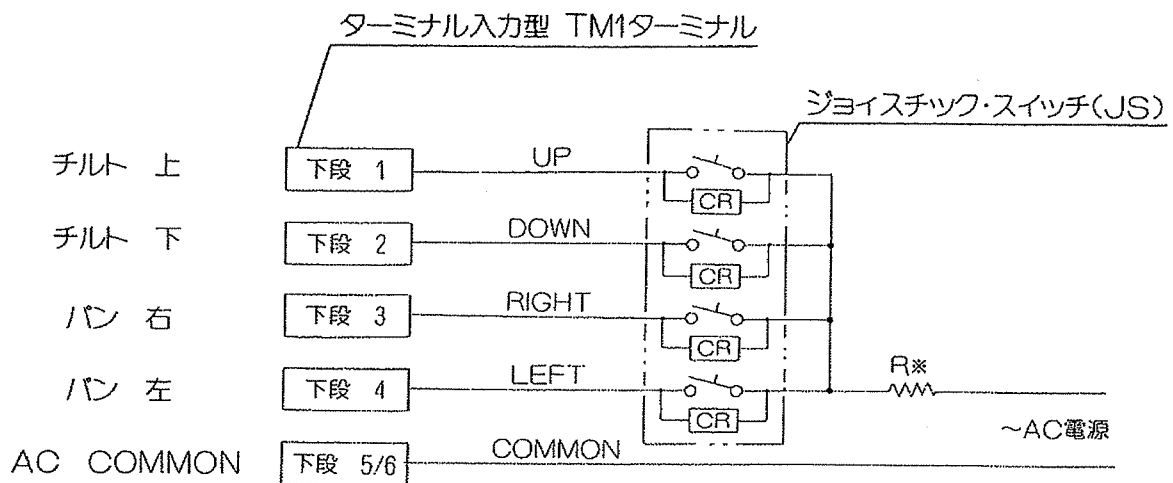 ターミナル入力型 TM1ターミナル
ジョイスチック・スイッチ(JS)
チルト 上 下段 1 UP
CR
チルト 下 下段 2 DOWN
CR
パン 右 下段 3 RIGHT
CR
パン 左 下段 4 LEFT R※
CR
～AC電源
AC COMMON 下段 5/6 COMMON